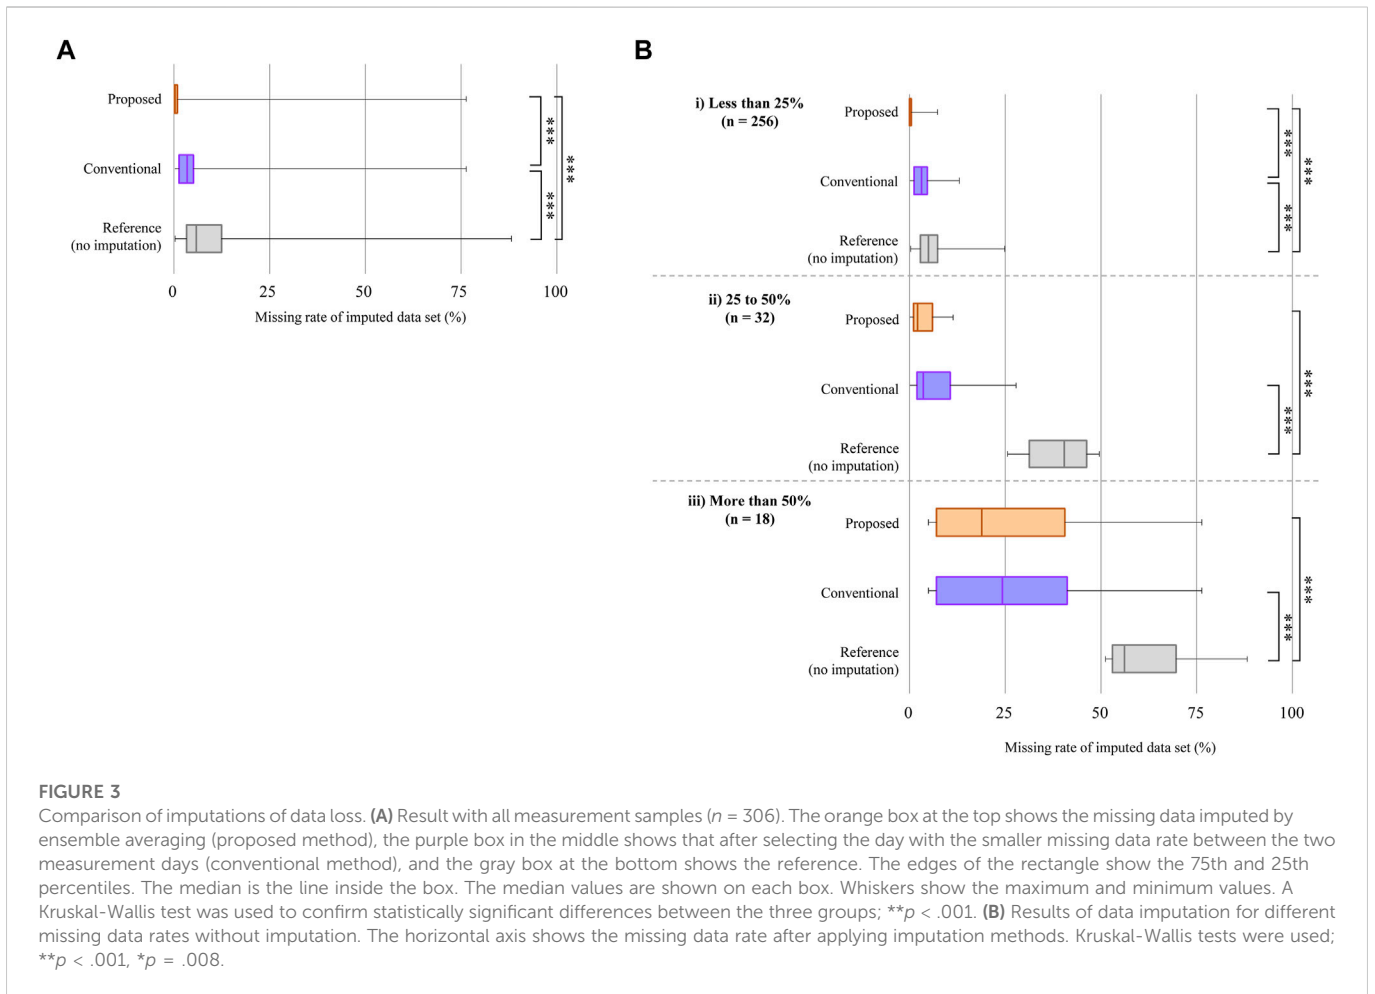 A
Proposed
Conventional
Reference
(no imputation)
***
***
***
0 25 50 75 100
Missing rate of imputed data set (%)
B
i) Less than 25%
(n = 256)
Proposed
Conventional
Reference
(no imputation)
***
***
***
ii) 25 to 50%
(n = 32)
Proposed
Conventional
Reference
(no imputation)
***
***
iii) More than 50%
(n = 18)
Proposed
Conventional
Reference
(no imputation)
***
***
0 25 50 75 100
Missing rate of imputed data set (%)
FIGURE 3
Comparison of imputations of data loss. (A) Result with all measurement samples (n = 306). The orange box at the top shows the missing data imputed by
ensemble averaging (proposed method), the purple box in the middle shows that after selecting the day with the smaller missing data rate between the two
measurement days (conventional method), and the gray box at the bottom shows the reference. The edges of the rectangle show the 75th and 25th
percentiles. The median is the line inside the box. The median values are shown on each box. Whiskers show the maximum and minimum values. A
Kruskal-Wallis test was used to confirm statistically significant differences between the three groups; **p < .001. (B) Results of data imputation for different
missing data rates without imputation. The horizontal axis shows the missing data rate after applying imputation methods. Kruskal-Wallis tests were used;
**p < .001, *p = .008.